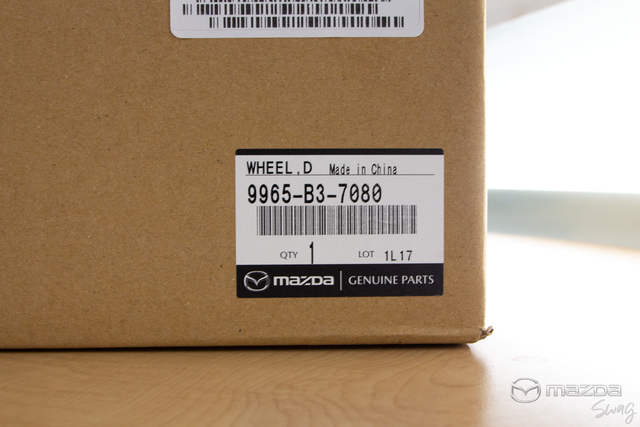 WHEEL,D Made in China
9965-B3-7080
QTY 1 LOT 1L17
mazda GENUINE PARTS
mazda
Swag